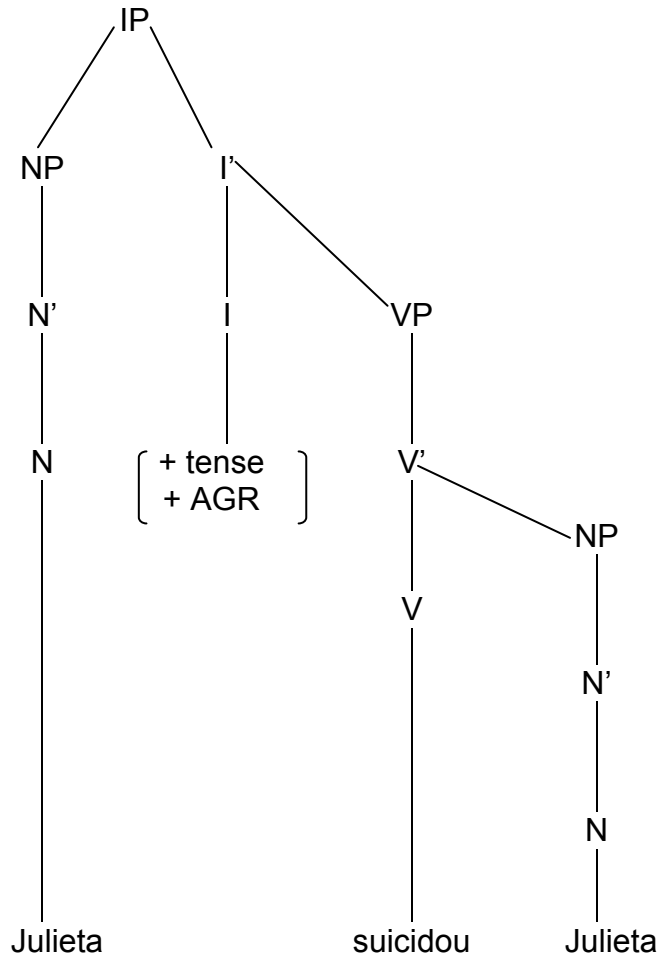 IP
NP I’
N’ I VP
N + tense V’
+ AGR
NP
V
N’
N
Julieta suicidou Julieta